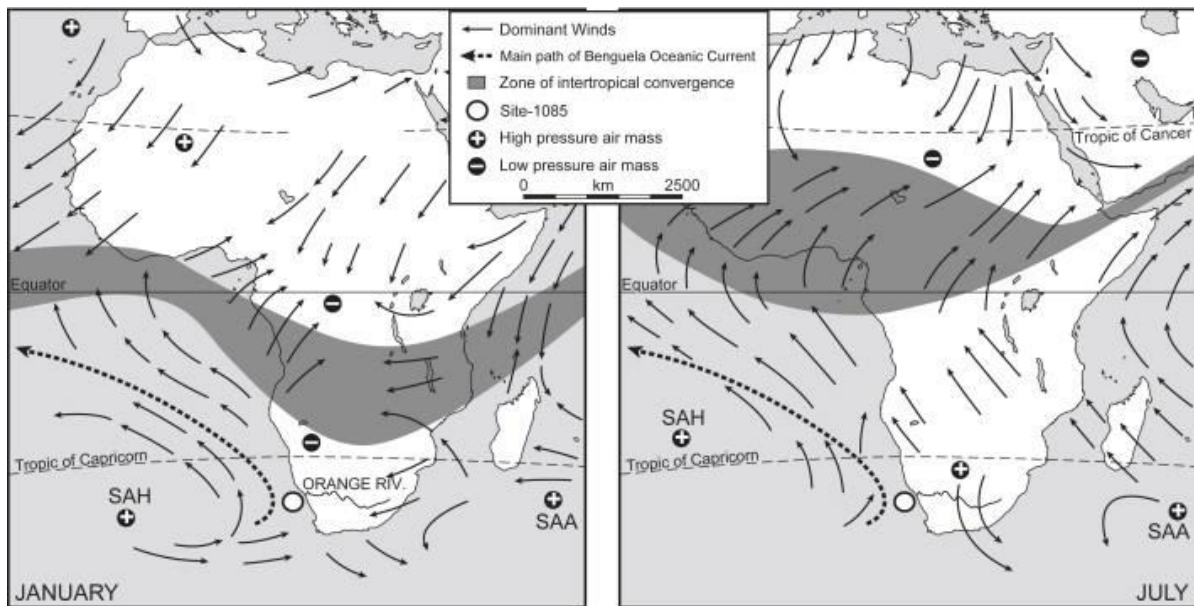 Dominant Winds
Main path of Benguela Oceanic Current
Zone of intertropical convergence
Site-1085
High pressure air mass
Low pressure air mass
0 km 2500
Equator
Tropic of Capricorn
SAH
ORANGE RIV.
SAA
JANUARY
Tropic of Cancer
Equator
SAH
Tropic of Capricorn
SAA
JULY